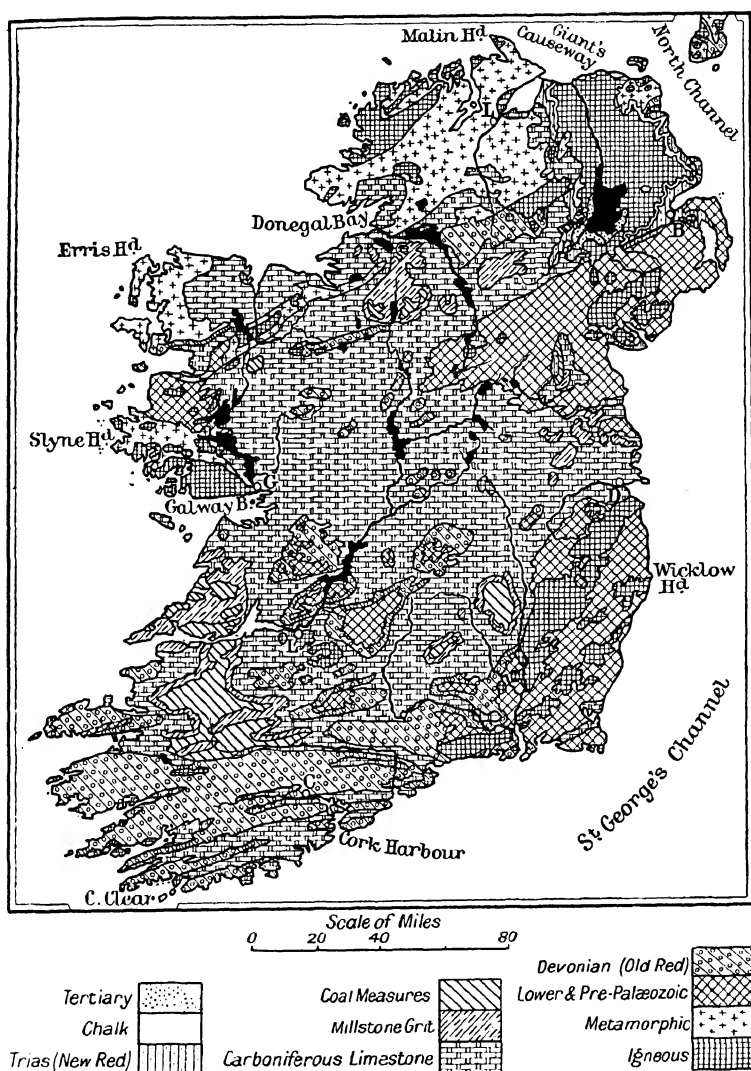 Malin Hd.
Giant's
Causeway
North Channel
L.
Donegal Bay
Erris Hd
B
Slyne Hd
G.
Galway B.
D
Wicklow
Hd.
L
C
Cork Harbour
St. George's Channel
C. Clear
Scale of Miles
0 20 40 80
Tertiary
Chalk
Trias (New Red)
Coal Measures
Millstone Grit
Carboniferous Limestone
Devonian (Old Red)
Lower & Pre-Palæozoic
Metamorphic
Igneous